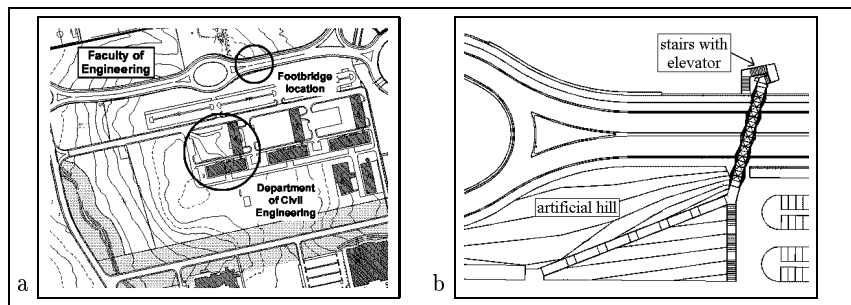 Faculty of
Engineering
Footbridge
location
Department
of Civil
Engineering
a
stairs with
elevator
artificial hill
b